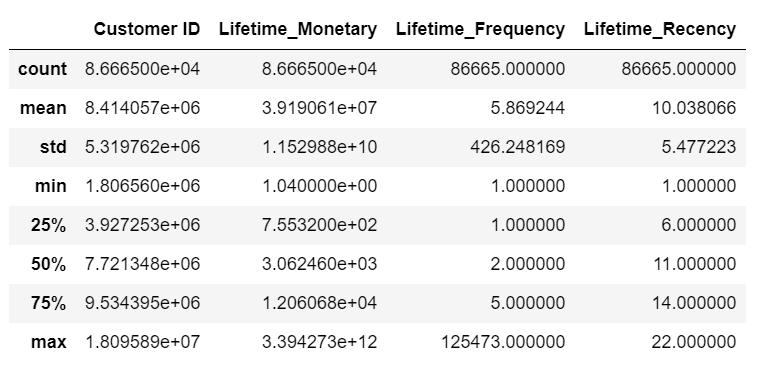 Customer ID Lifetime_Monetary Lifetime_Frequency Lifetime_Recency
count 8.666500e+04 8.666500e+04 86665.000000 86665.000000
mean 8.414057e+06 3.919061e+07 5.869244 10.038066
std 5.319762e+06 1.152988e+10 426.248169 5.477223
min 1.806560e+06 1.040000e+00 1.000000 1.000000
25% 3.927253e+06 7.553200e+02 1.000000 6.000000
50% 7.721348e+06 3.062460e+03 2.000000 11.000000
75% 9.534395e+06 1.206068e+04 5.000000 14.000000
max 1.809589e+07 3.394273e+12 125473.000000 22.000000